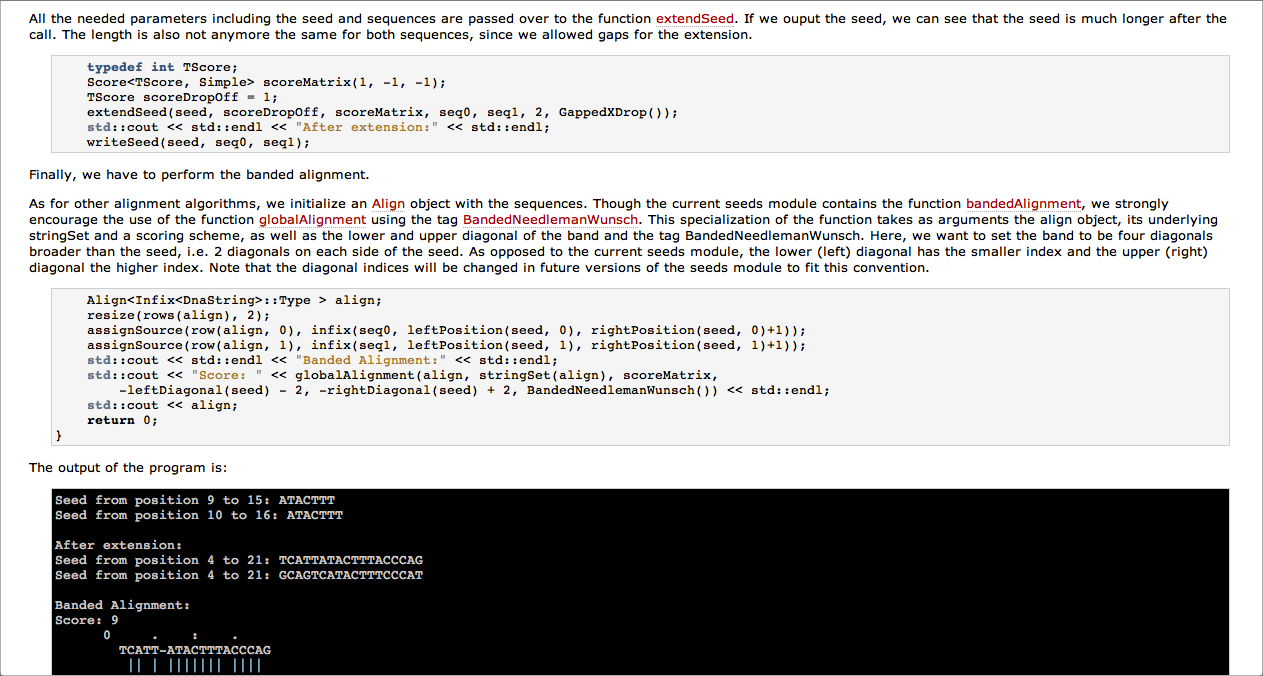 All the needed parameters including the seed and sequences are passed over to the function extendSeed. If we ouput the seed, we can see that the seed is much longer after the
call. The length is also not anymore the same for both sequences, since we allowed gaps for the extension.
typedef int TScore;
Score<TScore, Simple> scoreMatrix(1, -1, -1);
TScore scoreDropOff = 1;
extendSeed(seed, scoreDropOff, scoreMatrix, seq0, seq1, 2, GappedXDrop());
std::cout << std::endl << "After extension:" << std::endl;
writeSeed(seed, seq0, seq1);
Finally, we have to perform the banded alignment.
As for other alignment algorithms, we initialize an Align object with the sequences. Though the current seeds module contains the function bandedAlignment, we strongly
encourage the use of the function globalAlignment using the tag BandedNeedlemanWunsch. This specialization of the function takes as arguments the align object, its underlying
stringSet and a scoring scheme, as well as the lower and upper diagonal of the band and the tag BandedNeedlemanWunsch. Here, we want to set the band to be four diagonals
broader than the seed, i.e. 2 diagonals on each side of the seed. As opposed to the current seeds module, the lower (left) diagonal has the smaller index and the upper (right)
diagonal the higher index. Note that the diagonal indices will be changed in future versions of the seeds module to fit this convention.
Align<Infix<DnaString>::Type > align;
resize(rows(align), 2);
assignSource(row(align, 0), infix(seq0, leftPosition(seed, 0), rightPosition(seed, 0)+1));
assignSource(row(align, 1), infix(seq1, leftPosition(seed, 1), rightPosition(seed, 1)+1));
std::cout << std::endl << "Banded Alignment:" << std::endl;
std::cout << "Score: " << globalAlignment(align, stringSet(align), scoreMatrix,
-leftDiagonal(seed) - 2, -rightDiagonal(seed) + 2, BandedNeedlemanWunsch()) << std::endl;
std::cout << align;
return 0;
}
The output of the program is:
Seed from position 9 to 15: ATACTTT
Seed from position 10 to 16: ATACTTT
After extension:
Seed from position 4 to 21: TCATTATACTTTACCCAG
Seed from position 4 to 21: GCAGTCATACTTTCCCAT
Banded Alignment:
Score: 9
0 . : .
TCATT-ATACTTTACCCAG
|| | ||||||| ||||